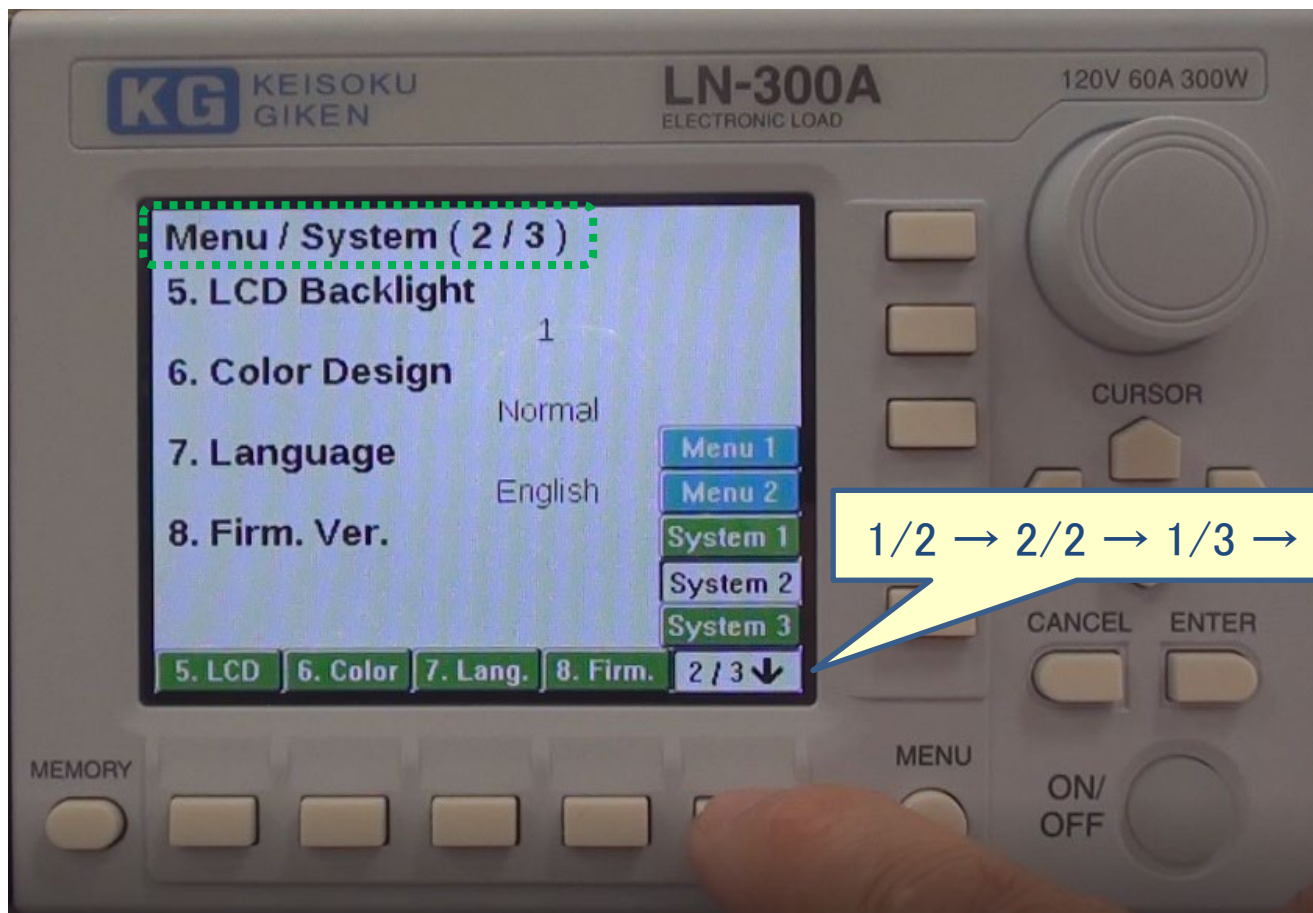 KG KEISOKU GIKEN
LN-300A
ELECTRONIC LOAD
120V 60A 300W
Menu / System ( 2 / 3 )
5. LCD Backlight
1
6. Color Design
Normal
7. Language
English
8. Firm. Ver.
Menu 1
Menu 2
System 1
System 2
System 3
5. LCD 6. Color 7. Lang. 8. Firm. 2 / 3 ↓
1/2 → 2/2 → 1/3 →
CURSOR
CANCEL ENTER
MEMORY
MENU
ON/
OFF